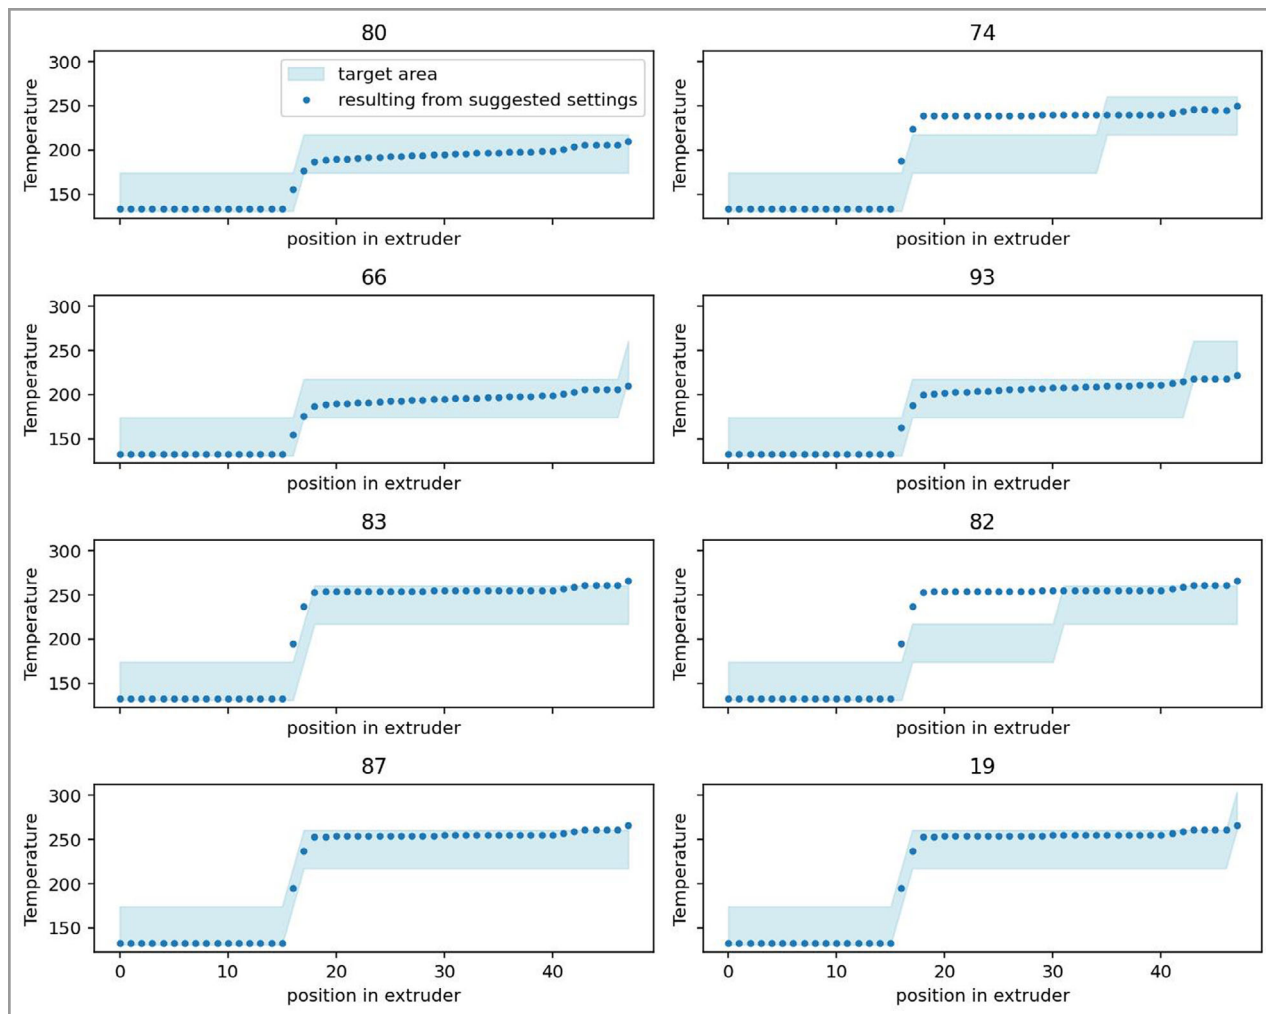 80
74
300
250
200
150
Temperature
target area
resulting from suggested settings
position in extruder
Temperature
position in extruder
66
93
300
250
200
150
Temperature
position in extruder
Temperature
position in extruder
83
82
300
250
200
150
Temperature
position in extruder
Temperature
position in extruder
87
19
300
250
200
150
Temperature
0 10 20 30 40
position in extruder
Temperature
0 10 20 30 40
position in extruder